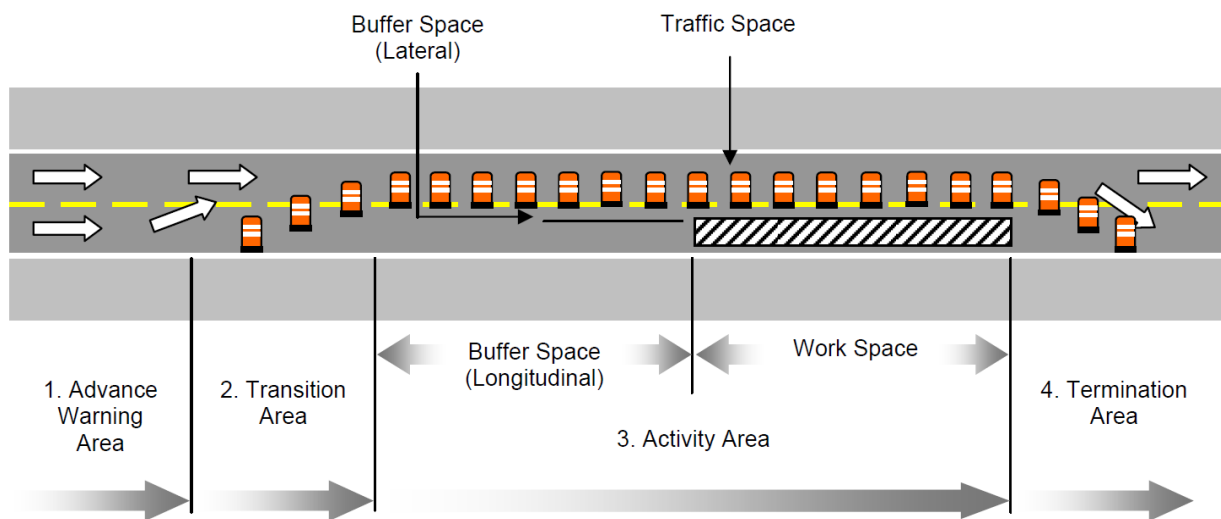 Buffer Space
(Lateral)
Traffic Space
Buffer Space
(Longitudinal)
Work Space
1. Advance
Warning
Area
2. Transition
Area
3. Activity Area
4. Termination
Area